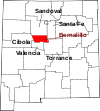 Sandoval
Santa Fe
Bernalillo
Cibola
Valencia
Torrance